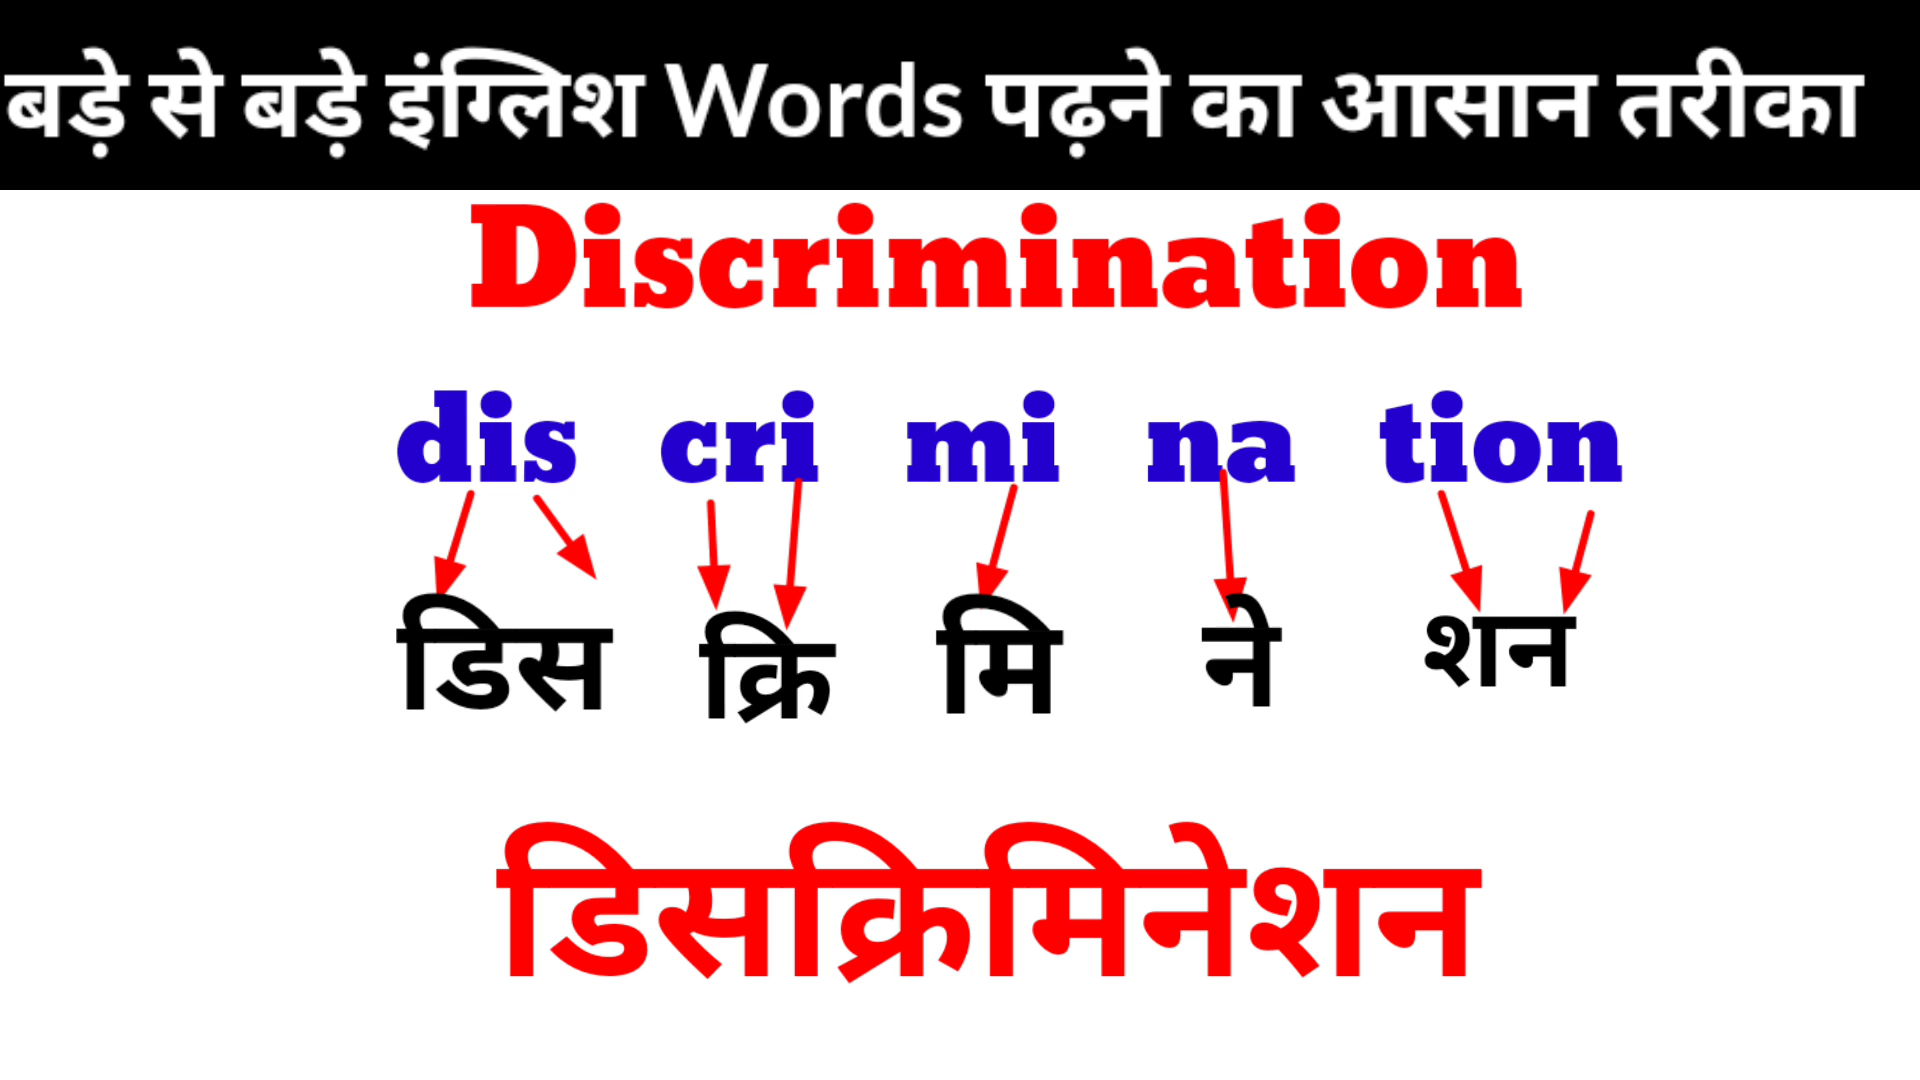 बड़े से बड़े इंग्लिश Words पढ़ने का आसान तरीका
Discrimination
dis cri mi na tion
डिस क्रि मि ने शन
डिसक्रिमिनेशन